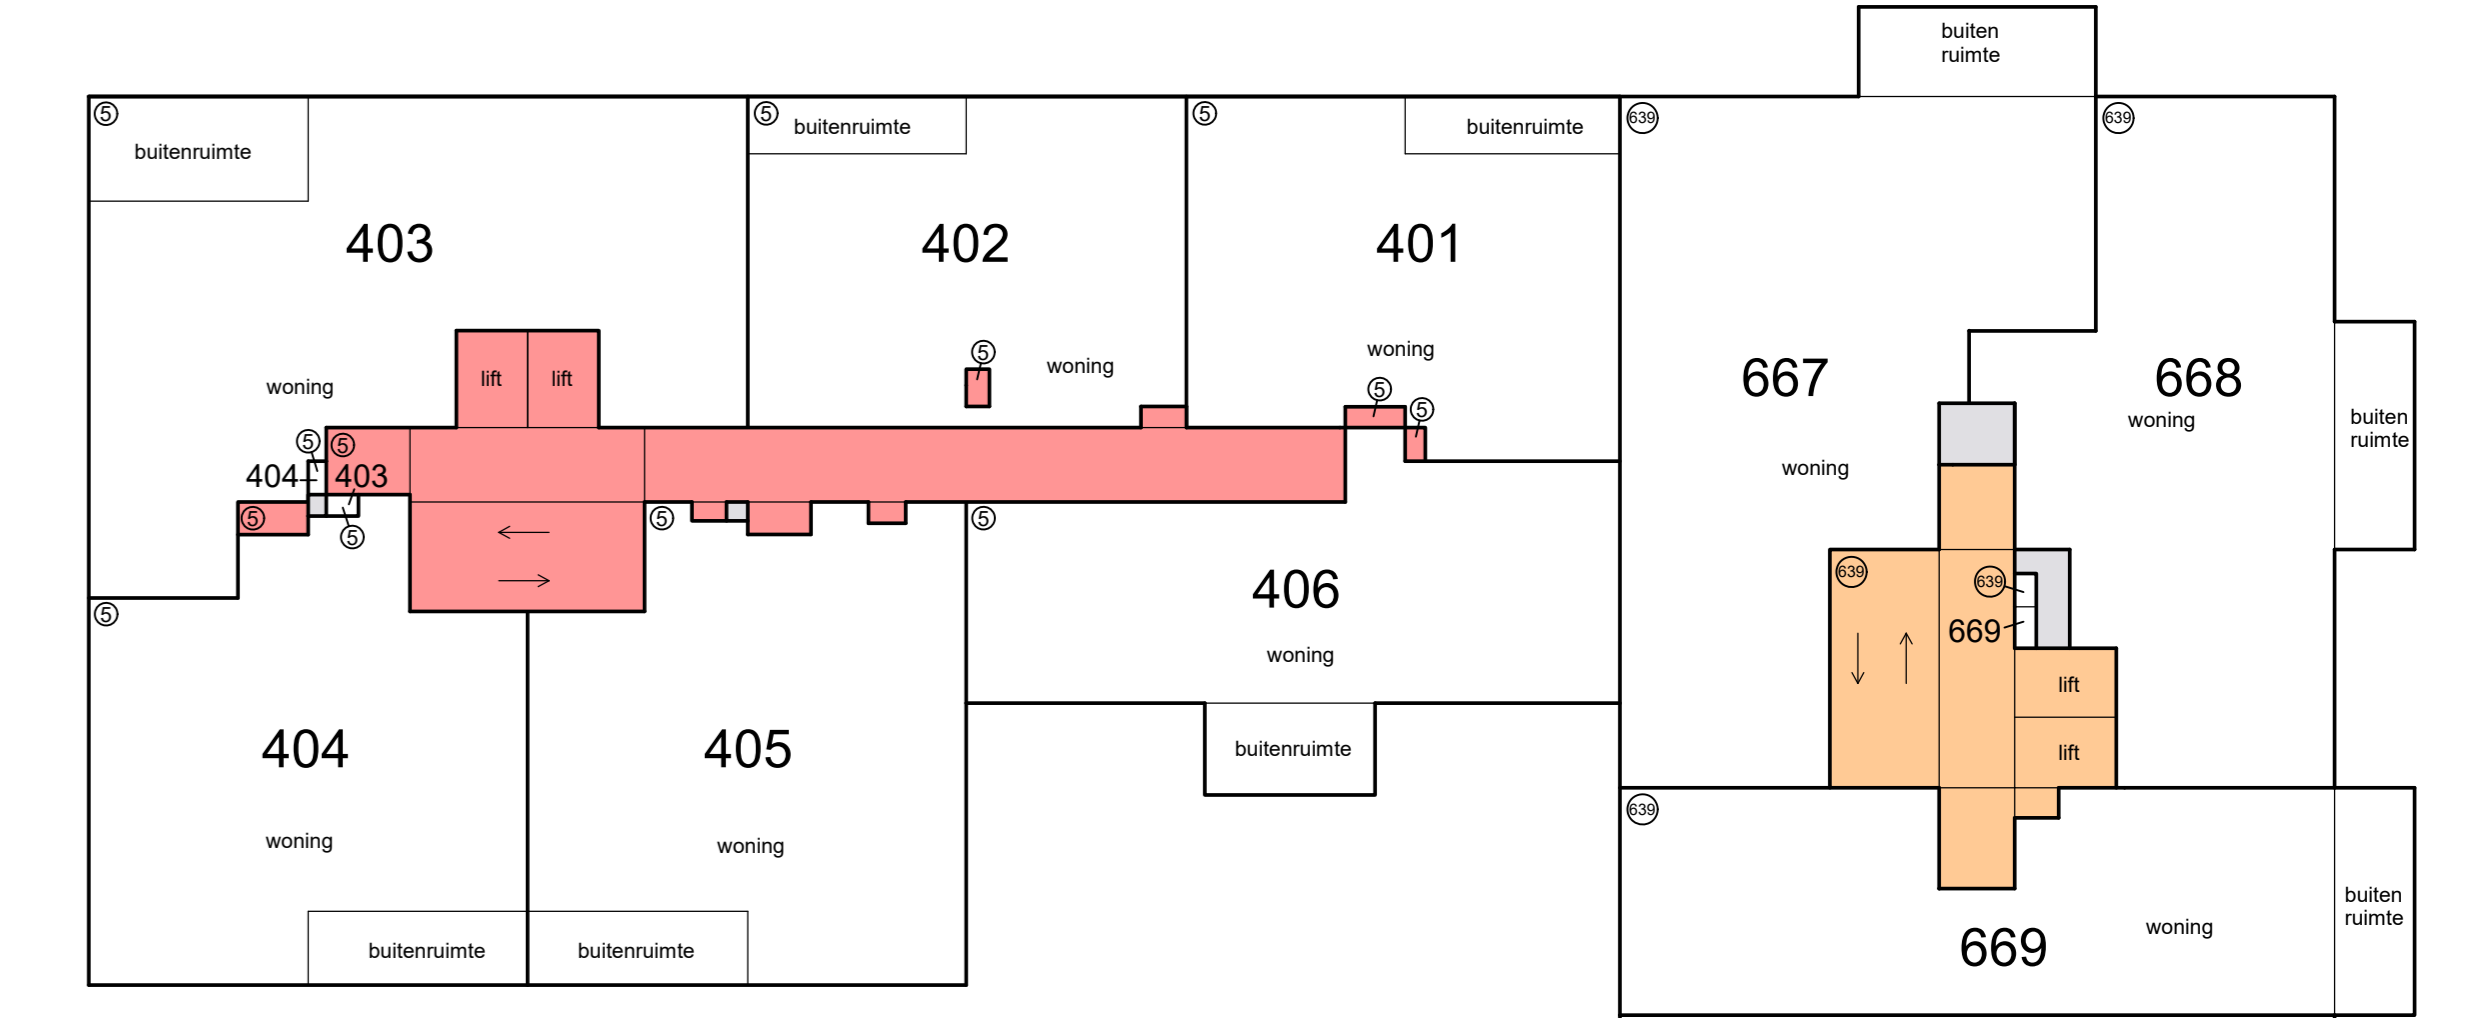 buiten
ruimte
5
buitenruimte
5
buitenruimte
5
buitenruimte
639
639
403
402
401
667
668
woning
lift
lift
5
woning
woning
5
5
buiten
ruimte
woning
woning
5
5
404
403
5
5
5
5
406
639
639
669
woning
5
404
405
buitenruimte
lift
lift
woning
woning
639
buitenruimte
buitenruimte
669
woning
buiten
ruimte